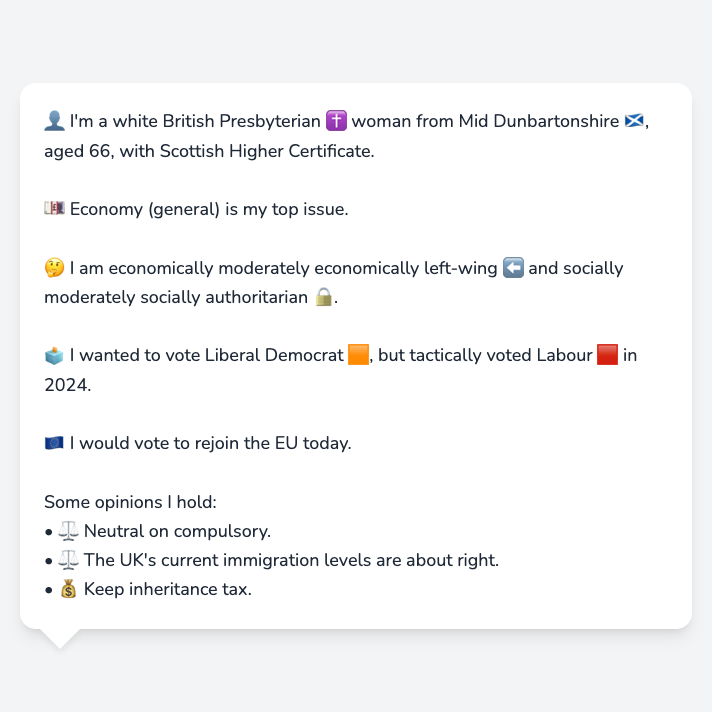 👤 I'm a white British Presbyterian ✝️ woman from Mid Dunbartonshire 🏴󠁧󠁢󠁳󠁣󠁴󠁿,
aged 66, with Scottish Higher Certificate.
💷 Economy (general) is my top issue.
🤔 I am economically moderately economically left-wing ⬅️ and socially
moderately socially authoritarian 🔒.
🗳️ I wanted to vote Liberal Democrat 🟧, but tactically voted Labour 🟥 in
2024.
🇪🇺 I would vote to rejoin the EU today.
Some opinions I hold:
• ⚖️ Neutral on compulsory.
• ⚖️ The UK's current immigration levels are about right.
• 💰 Keep inheritance tax.